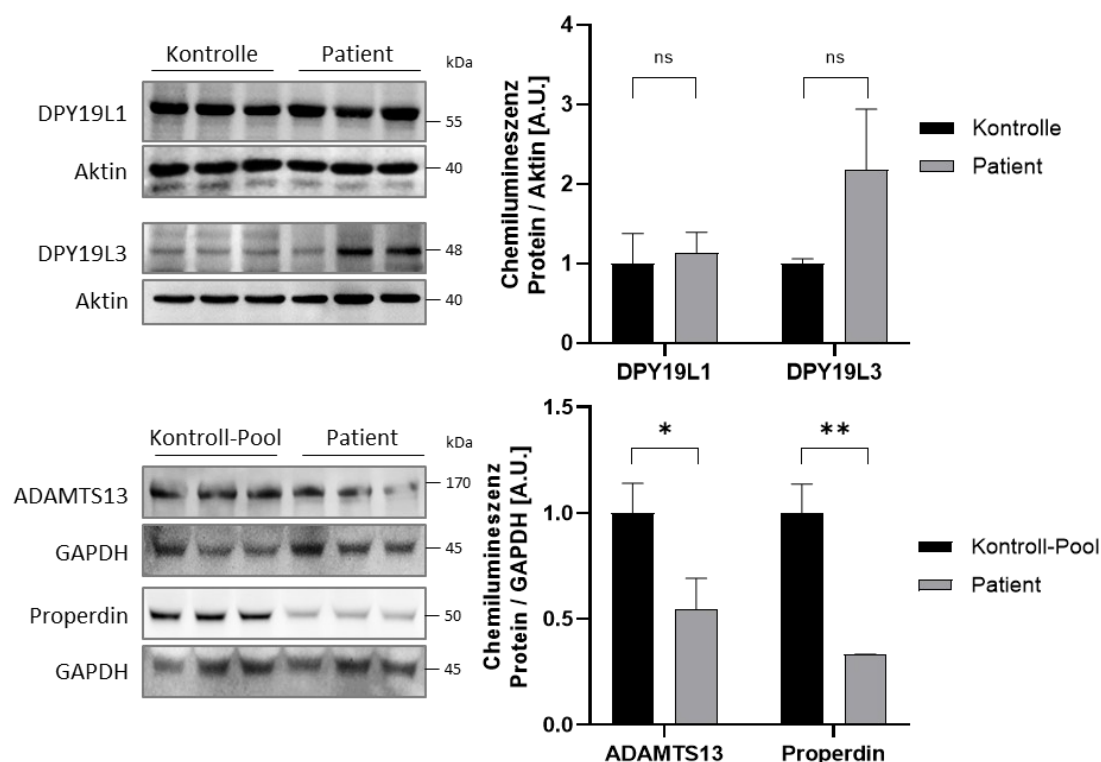 Kontrolle Patient kDa
DPY19L1
55
Aktin
40
DPY19L3
48
Aktin
40
Chemilumineszenz
Protein / Aktin [A.U.]
4
3
2
1
0
ns ns
DPY19L1 DPY19L3
Kontrolle
Patient
Kontroll-Pool Patient kDa
ADAMTS13
170
GAPDH
45
Properdin
50
GAPDH
45
Chemilumineszenz
Protein / GAPDH [A.U.]
1.5
1.0
0.5
0.0
* **
ADAMTS13 Properdin
Kontroll-Pool
Patient